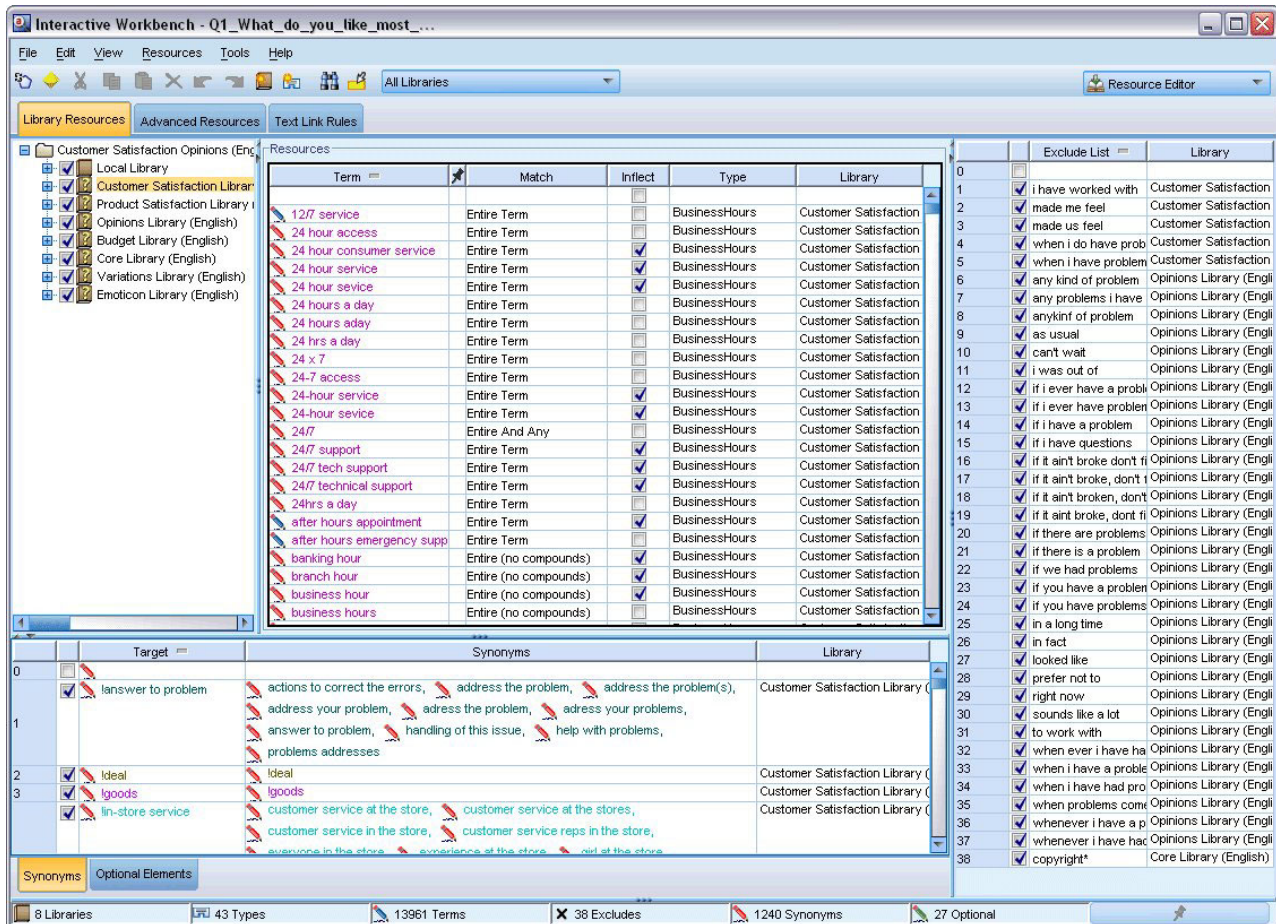 Interactive Workbench - Q1_What_do_you_like_most_...
File Edit View Resources Tools Help
All Libraries
Resource Editor
Library Resources Advanced Resources Text Link Rules
Customer Satisfaction Opinions (Eng
Local Library
Customer Satisfaction Librar
Product Satisfaction Library
Opinions Library (English)
Budget Library (English)
Core Library (English)
Variations Library (English)
Emoticon Library (English)
Resources
Term Match Inflect Type Library
12/7 service Entire Term BusinessHours Customer Satisfaction
24 hour access Entire Term BusinessHours Customer Satisfaction
24 hour consumer service Entire Term BusinessHours Customer Satisfaction
24 hour service Entire Term BusinessHours Customer Satisfaction
24 hour sevice Entire Term BusinessHours Customer Satisfaction
24 hours a day Entire Term BusinessHours Customer Satisfaction
24 hours aday Entire Term BusinessHours Customer Satisfaction
24 hrs a day Entire Term BusinessHours Customer Satisfaction
24 x 7 Entire Term BusinessHours Customer Satisfaction
24-7 access Entire Term BusinessHours Customer Satisfaction
24-hour service Entire Term BusinessHours Customer Satisfaction
24-hour sevice Entire Term BusinessHours Customer Satisfaction
24/7 Entire And Any BusinessHours Customer Satisfaction
24/7 support Entire Term BusinessHours Customer Satisfaction
24/7 tech support Entire Term BusinessHours Customer Satisfaction
24/7 technical support Entire Term BusinessHours Customer Satisfaction
24hrs a day Entire Term BusinessHours Customer Satisfaction
after hours appointment Entire Term BusinessHours Customer Satisfaction
after hours emergency supp Entire Term BusinessHours Customer Satisfaction
banking hour Entire (no compounds) BusinessHours Customer Satisfaction
branch hour Entire (no compounds) BusinessHours Customer Satisfaction
business hour Entire (no compounds) BusinessHours Customer Satisfaction
business hours Entire (no compounds) BusinessHours Customer Satisfaction
Exclude List Library
0
1 i have worked with Customer Satisfaction
2 made me feel Customer Satisfaction
3 made us feel Customer Satisfaction
4 when i do have prob Customer Satisfaction
5 when i have problem Customer Satisfaction
6 any kind of problem Opinions Library (Engli
7 any problems i have Opinions Library (Engli
8 anykinf of problem Opinions Library (Engli
9 as usual Opinions Library (Engli
10 can't wait Opinions Library (Engli
11 i was out of Opinions Library (Engli
12 if i ever have a probl Opinions Library (Engli
13 if i ever have problen Opinions Library (Engli
14 if i have a problem Opinions Library (Engli
15 if i have questions Opinions Library (Engli
16 if it ain't broke don't fi Opinions Library (Engli
17 if it ain't broke, don't Opinions Library (Engli
18 if it ain't broken, don't Opinions Library (Engli
19 if it aint broke, dont fi Opinions Library (Engli
20 if there are problems Opinions Library (Engli
21 if there is a problem Opinions Library (Engli
22 if we had problems Opinions Library (Engli
23 if you have a problen Opinions Library (Engli
24 if you have problems Opinions Library (Engli
25 in a long time Opinions Library (Engli
26 in fact Opinions Library (Engli
27 looked like Opinions Library (Engli
28 prefer not to Opinions Library (Engli
29 right now Opinions Library (Engli
30 sounds like a lot Opinions Library (Engli
31 to work with Opinions Library (Engli
32 when ever i have ha Opinions Library (Engli
33 when i have a proble Opinions Library (Engli
34 when i have had pro Opinions Library (Engli
35 when problems come Opinions Library (Engli
36 whenever i have a p Opinions Library (Engli
37 whenever i have had Opinions Library (Engli
38 copyright* Core Library (English)
Target Synonyms Library
0
1 !answer to problem actions to correct the errors, address the problem, address the problem(s), Customer Satisfaction Library (
address your problem, adress the problem, adress your problems,
answer to problem, handling of this issue, help with problems,
problems addresses
2 !deal !deal Customer Satisfaction Library (
3 !goods !goods Customer Satisfaction Library (
!in-store service customer service at the store, customer service at the stores, Customer Satisfaction Library (
customer service in the store, customer service reps in the store,
everyone in the store, experience at the store, girl at the store
Synonyms Optional Elements
8 Libraries 43 Types 13961 Terms 38 Excludes 1240 Synonyms 27 Optional